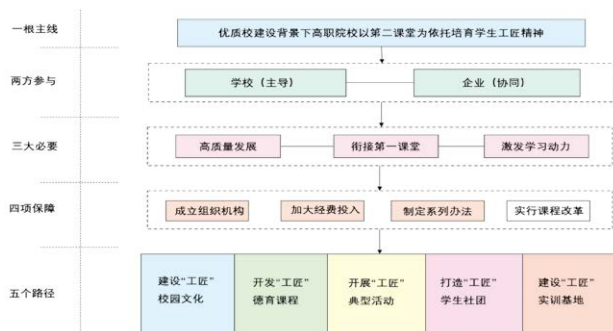 一根主线
优质校建设背景下高职院校以第二课堂为依托培育学生工匠精神
两方参与
学校（主导）
企业（协同）
三大必要
高质量发展
衔接第一课堂
激发学习动力
四项保障
成立组织机构
加大经费投入
制定系列办法
实行课程改革
五个路径
建设“工匠”
校园文化
开发“工匠”
德育课程
开展“工匠”
典型活动
打造“工匠”
学生社团
建设“工匠”
实训基地